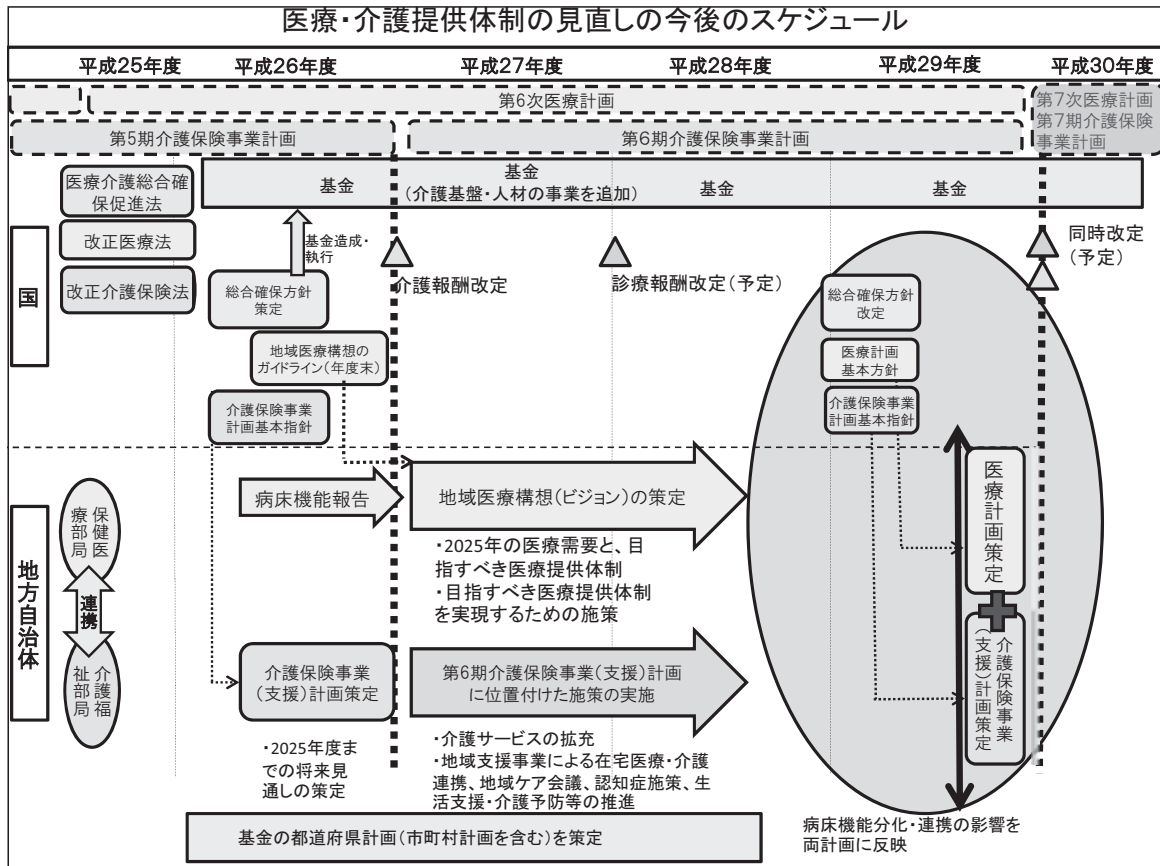 医療・介護提供体制の見直しの今後のスケジュール
平成25年度
平成26年度
平成27年度
平成28年度
平成29年度
平成30年度
第6次医療計画
第7次医療計画
第7期介護保険
事業計画
第5期介護保険事業計画
第6期介護保険事業計画
国
医療介護総合確
保促進法
改正医療法
改正介護保険法
基金
基金
(介護基盤・人材の事業を追加)
基金
基金
基金造成・
執行
介護報酬改定
診療報酬改定(予定)
同時改定
(予定)
総合確保方針
策定
地域医療構想の
ガイドライン(年度末)
介護保険事業
計画基本指針
総合確保方針
改定
医療計画
基本方針
介護保険事業
計画基本指針
地方自治体
保健医
療部局
連携
介護福
祉部局
病床機能報告
地域医療構想(ビジョン)の策定
・2025年の医療需要と、目
指すべき医療提供体制
・目指すべき医療提供体制
を実現するための施策
医療計画策定
介護保険事業
(支援)計画策定
・2025年度ま
での将来見
通しの策定
第6期介護保険事業(支援)計画
に位置付けた施策の実施
・介護サービスの拡充
・地域支援事業による在宅医療・介護
連携、地域ケア会議、認知症施策、生
活支援・介護予防等の推進
介護保険事業
(支援)計画策定
基金の都道府県計画(市町村計画を含む)を策定
病床機能分化・連携の影響を
両計画に反映